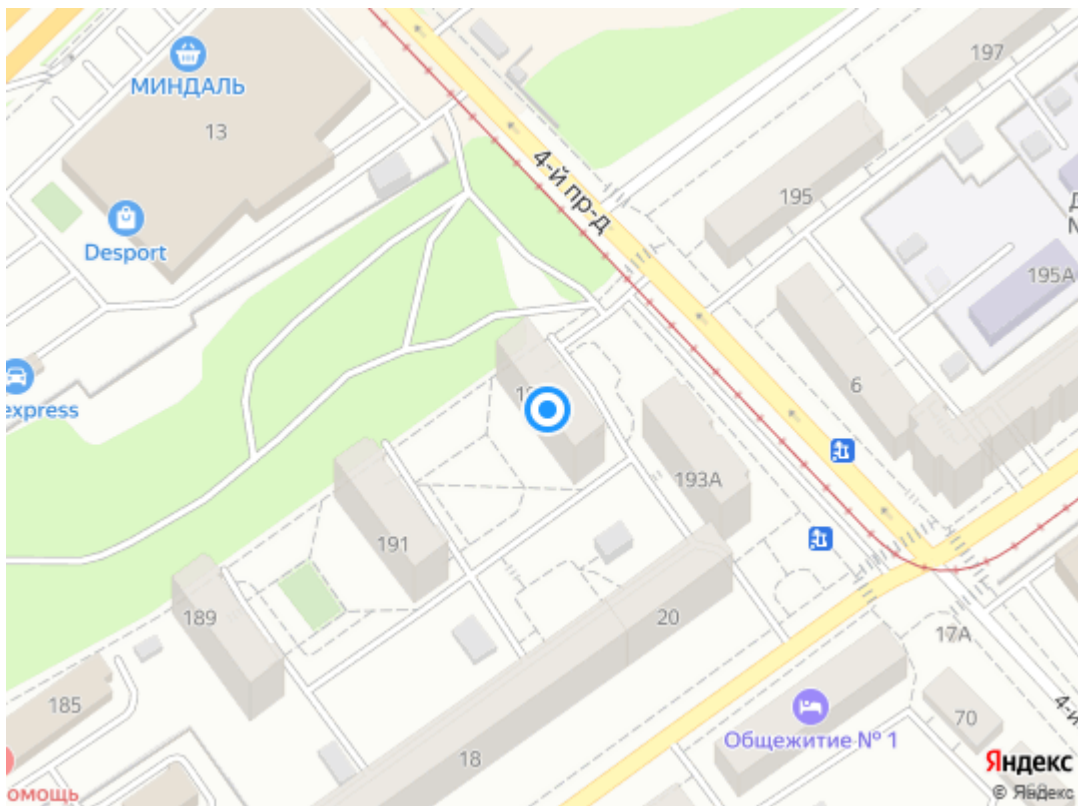 197
МИНДАЛЬ
13
4-й пр-д
195
Desport
195А
express
6
193А
191
189
20
17А
185
70
Общежитие № 1
18
Яндекс
омощь
© Яндекс